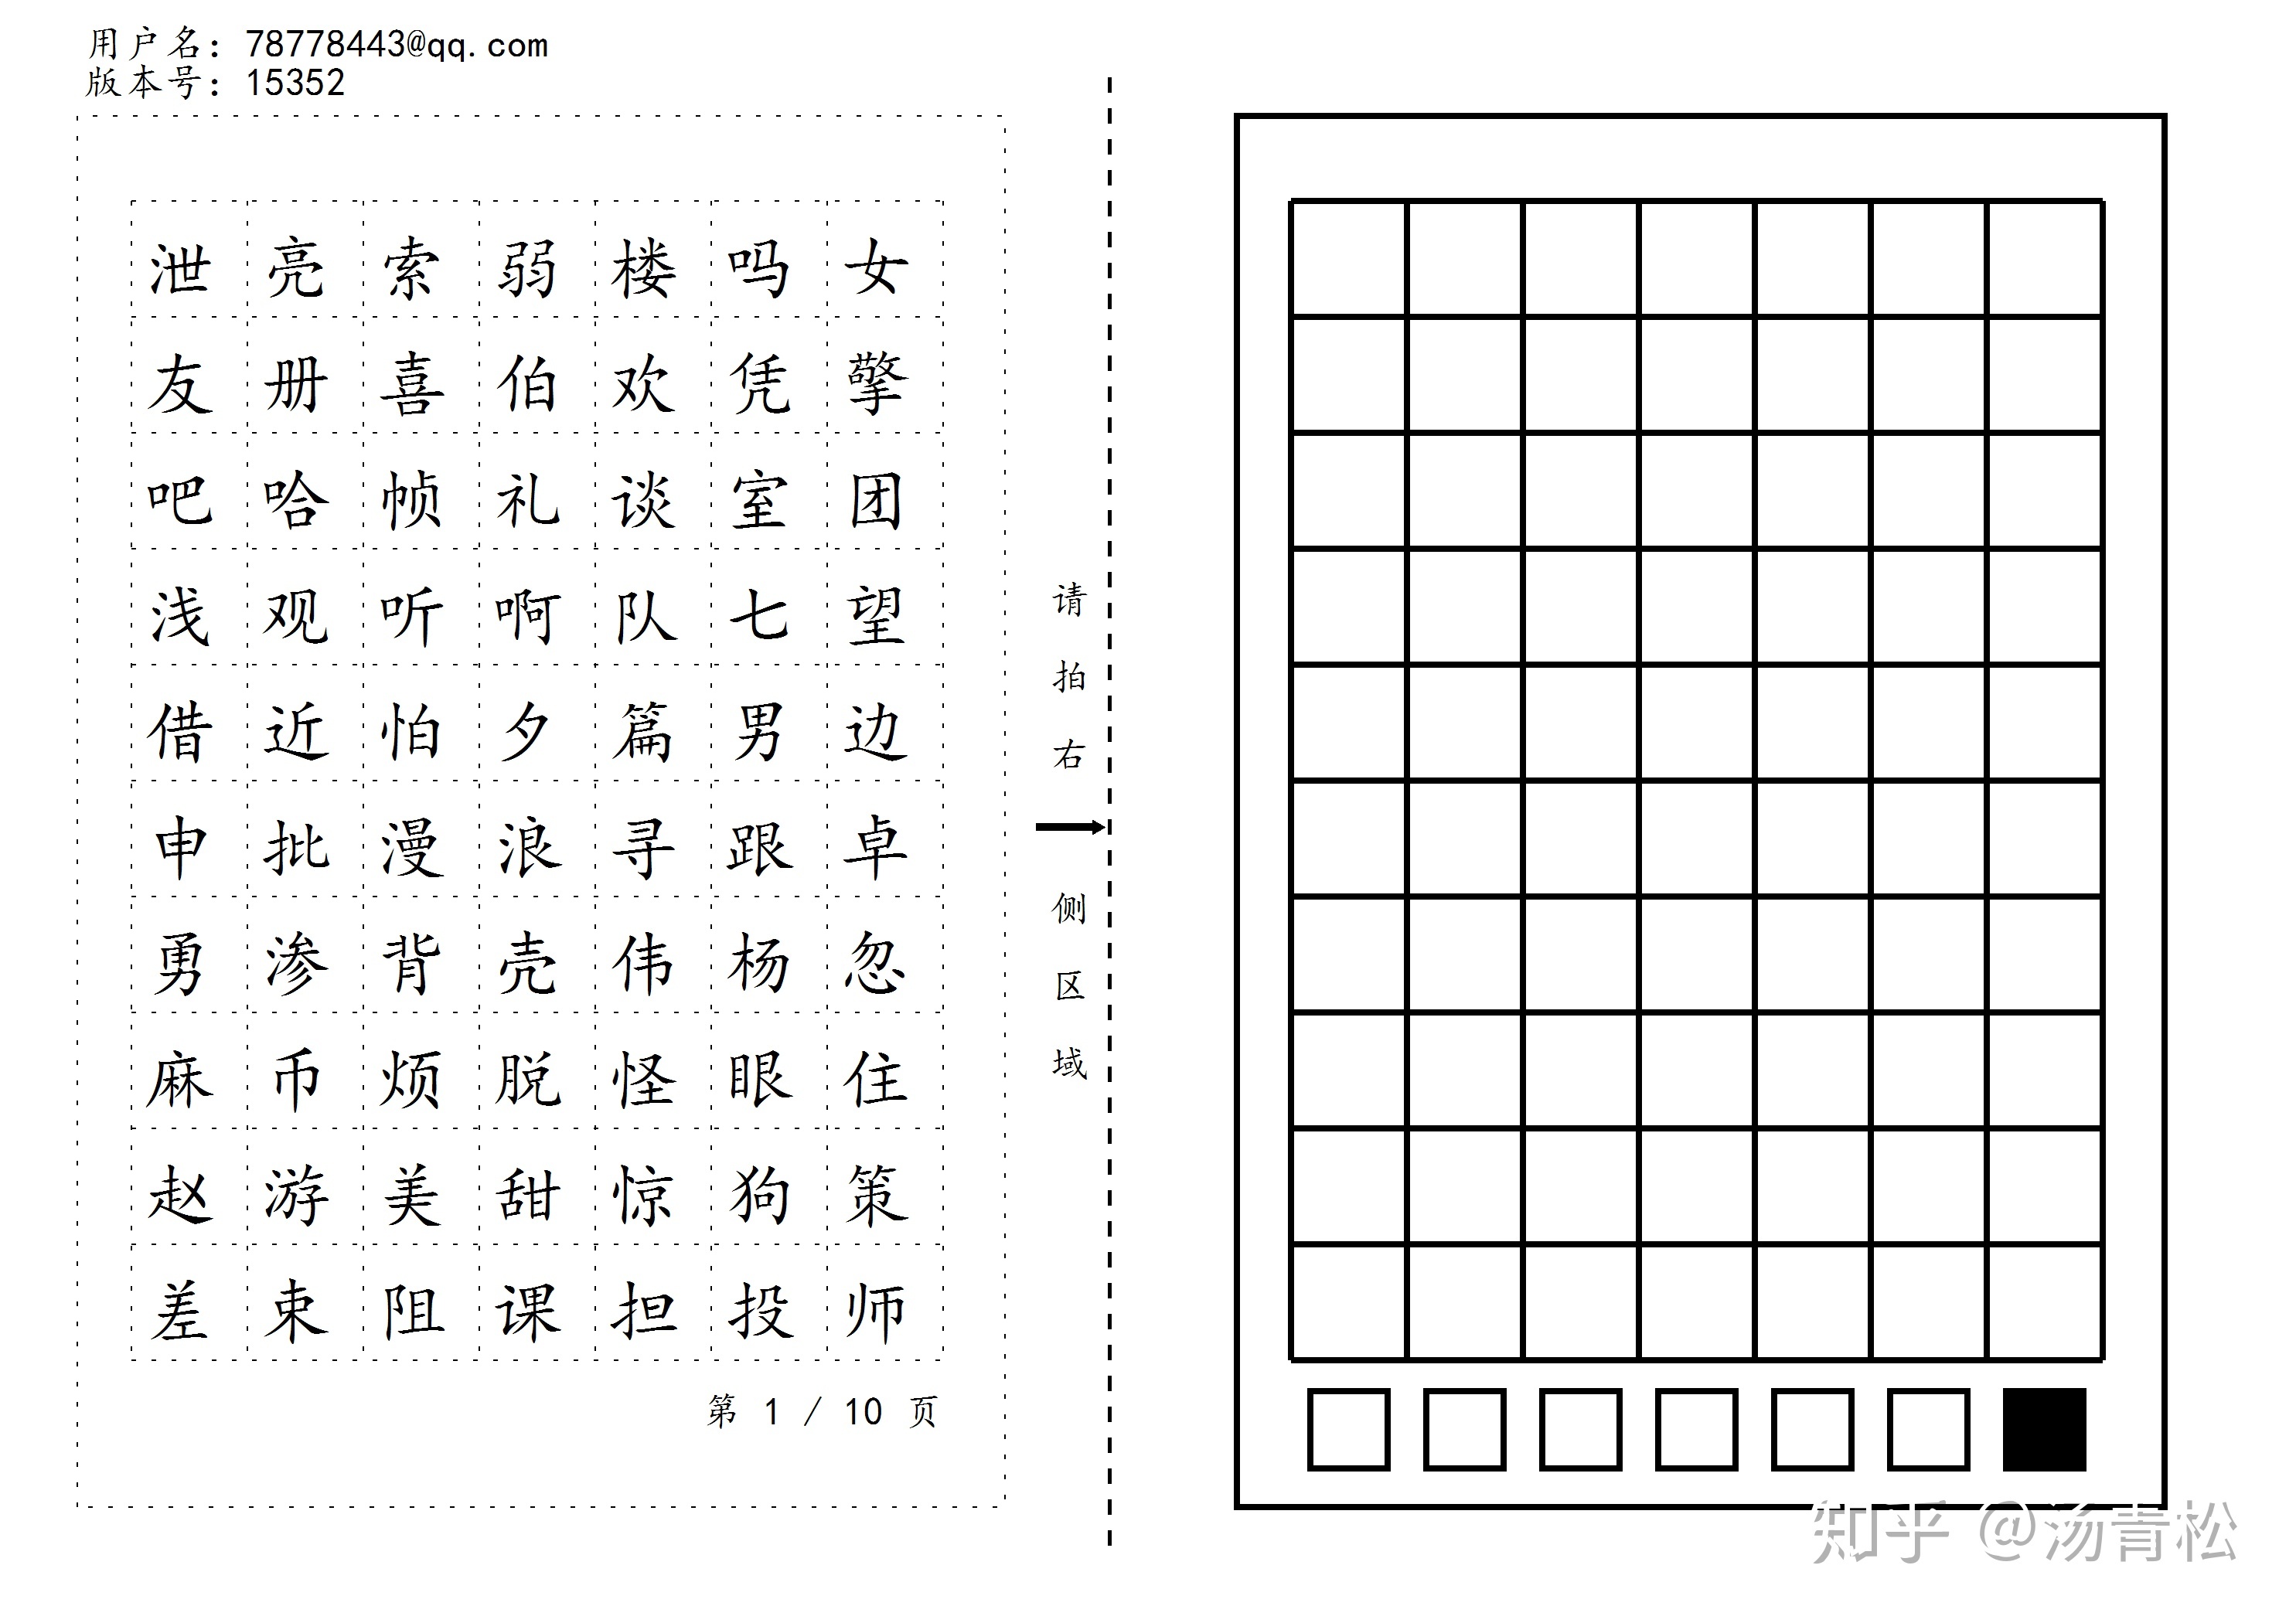 用户名：78778443@qq.com
版本号：15352
泄 亮 索 弱 楼 吗 女
友 册 喜 伯 欢 凭 擎
吧 哈 帧 礼 谈 室 团
浅 观 听 啊 队 七 望
借 近 怕 夕 篇 男 边
申 批 漫 浪 寻 跟 卓
勇 渗 背 壳 伟 杨 忽
麻 币 烦 脱 怪 眼 住
赵 游 美 甜 惊 狗 策
差 束 阻 课 担 投 师
第 1 / 10 页
请拍右侧区域
知乎 @汤青松